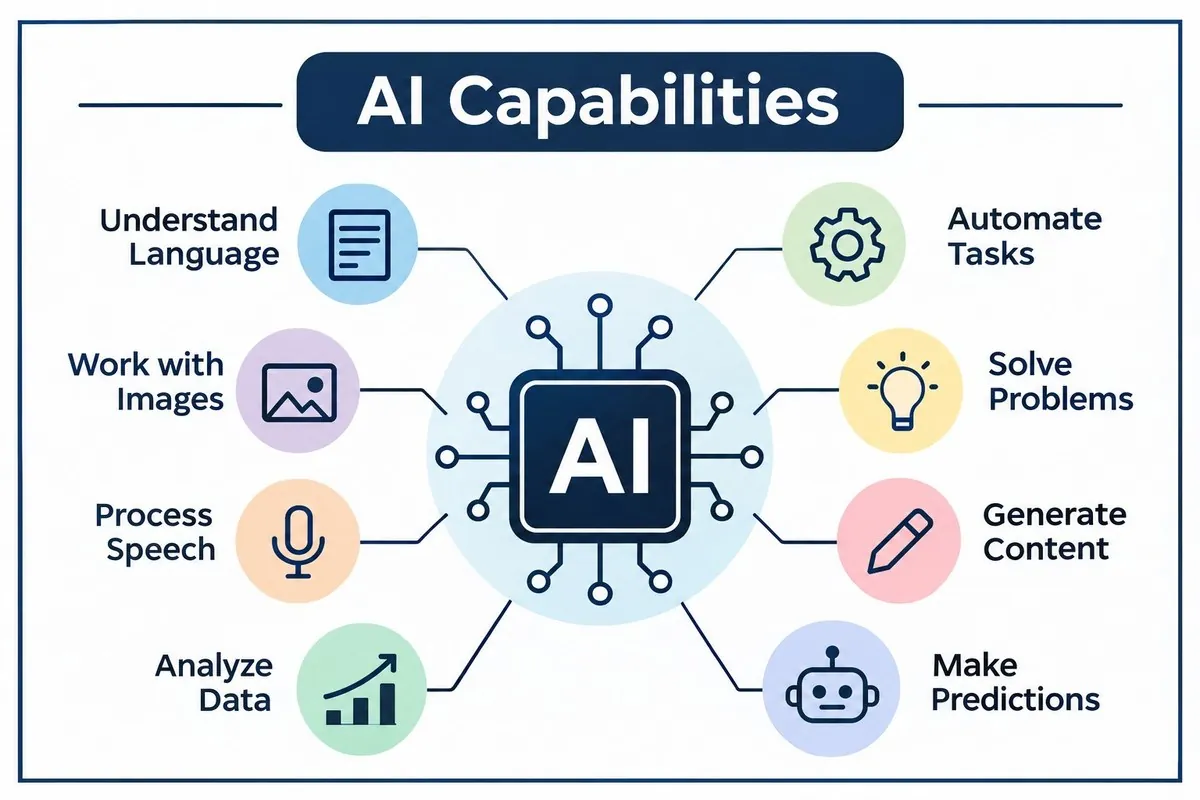 AI Capabilities
Understand
Language
Work with
Images
Process
Speech
Analyze
Data
AI
Automate
Tasks
Solve
Problems
Generate
Content
Make
Predictions